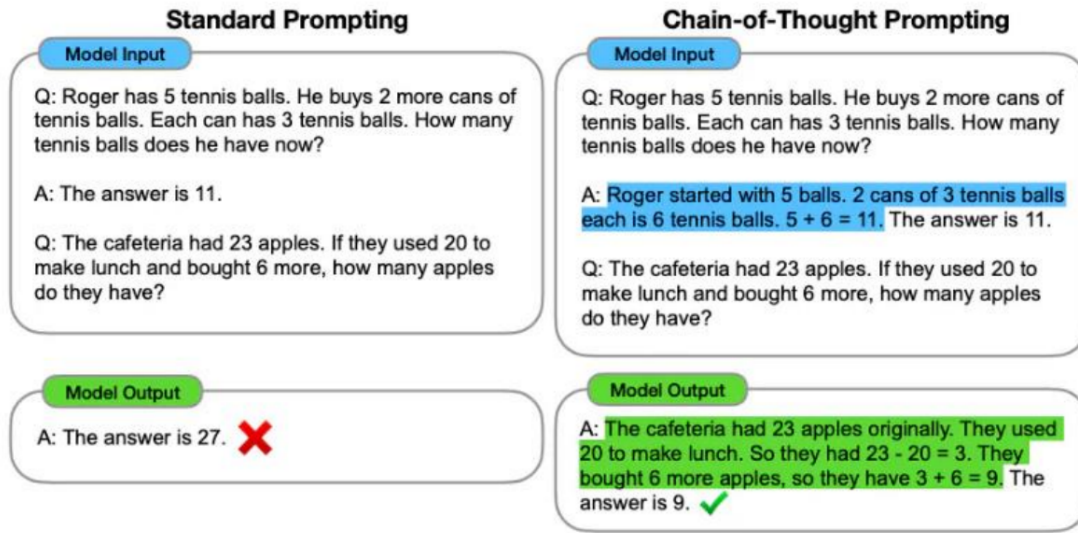 Standard Prompting
Model Input
Q: Roger has 5 tennis balls. He buys 2 more cans of
tennis balls. Each can has 3 tennis balls. How many
tennis balls does he have now?
A: The answer is 11.
Q: The cafeteria had 23 apples. If they used 20 to
make lunch and bought 6 more, how many apples
do they have?
Model Output
A: The answer is 27.
Chain-of-Thought Prompting
Model Input
Q: Roger has 5 tennis balls. He buys 2 more cans of
tennis balls. Each can has 3 tennis balls. How many
tennis balls does he have now?
A: Roger started with 5 balls. 2 cans of 3 tennis balls
each is 6 tennis balls. 5 + 6 = 11. The answer is 11.
Q: The cafeteria had 23 apples. If they used 20 to
make lunch and bought 6 more, how many apples
do they have?
Model Output
A: The cafeteria had 23 apples originally. They used
20 to make lunch. So they had 23 - 20 = 3. They
bought 6 more apples, so they have 3 + 6 = 9. The
answer is 9.